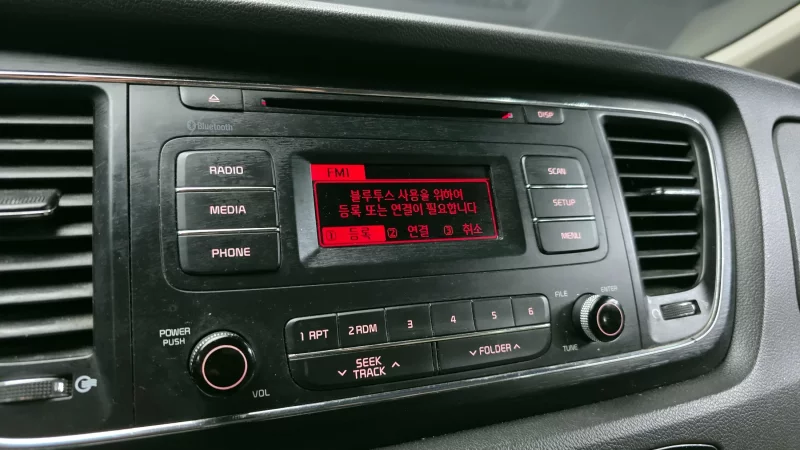 DISP
Bluetooth
RADIO
MEDIA
PHONE
FM1
블루투스 사용을 위하여
등록 또는 연결이 필요합니다
① 등록 ② 연결 ③ 취소
SCAN
SETUP
MENU
POWER
PUSH
VOL
1 RPT
2 RDM
3
4
5
6
SEEK
TRACK
FOLDER
FILE
ENTER
TUNE